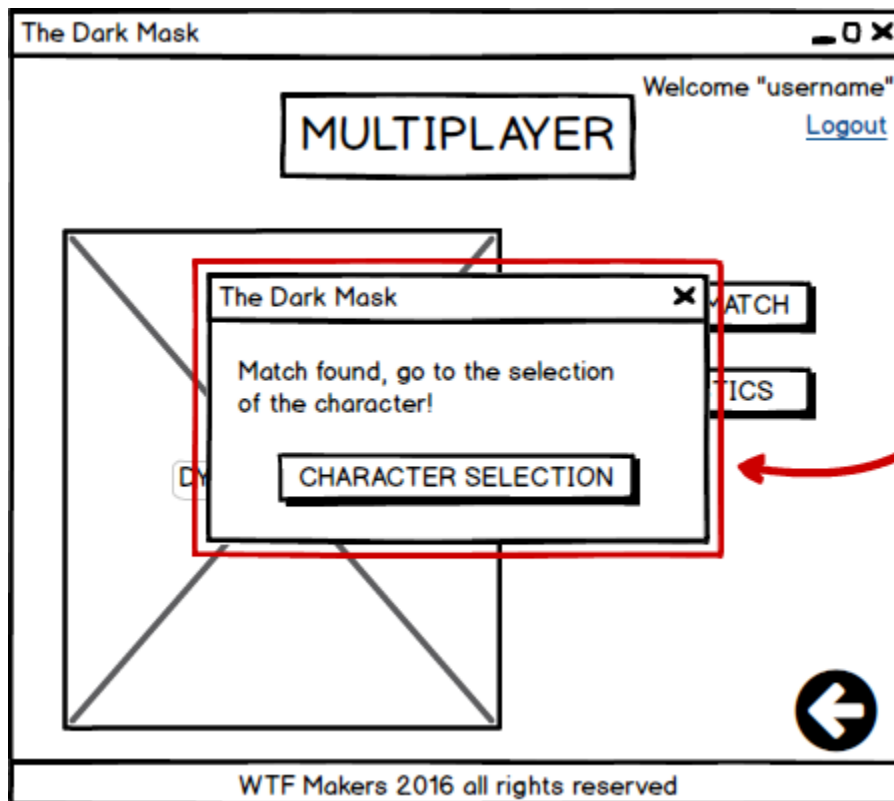 The Dark Mask
Welcome "username"
Logout
MULTIPLAYER
The Dark Mask
MATCH
TICS
Match found, go to the selection
of the character!
DY
CHARACTER SELECTION
WTF Makers 2016 all rights reserved